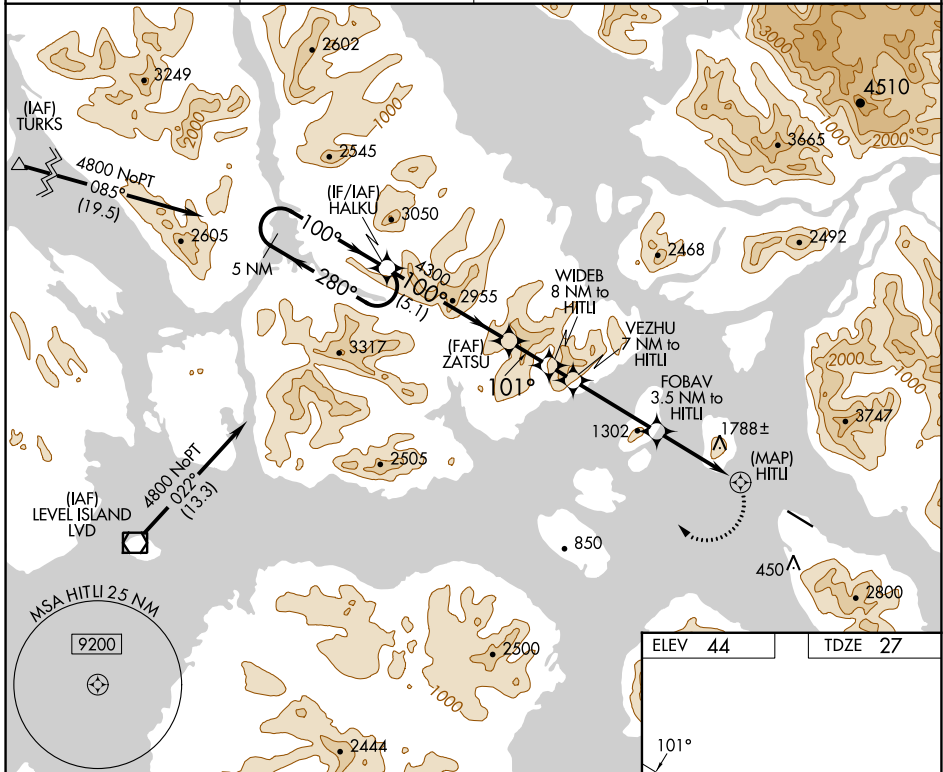 2602
3000
3249
4510
(IAF)
TURKS
2000
1000
1000
2000
3665
4800 NoPT
085°
(19.5)
2545
(IF/IAF)
HALKU
3050
2605
100°
2468
2492
5 NM
280°
4300
100°
(5.1)
2955
WIDEB
8 NM to
HITLI
VEZHU
7 NM to
HITLI
3317
(FAF)
ZATSU
101°
2000
1000
FOBAV
3.5 NM to
HITLI
3747
1302
1788±
(MAP)
HITLI
2505
4800 NoPT
022°
(13.3)
(IAF)
LEVEL ISLAND
LVD
850
450
2800
MSA HITLI 25 NM
9200
2500
1000
2444
ELEV 44
TDZE 27
101°